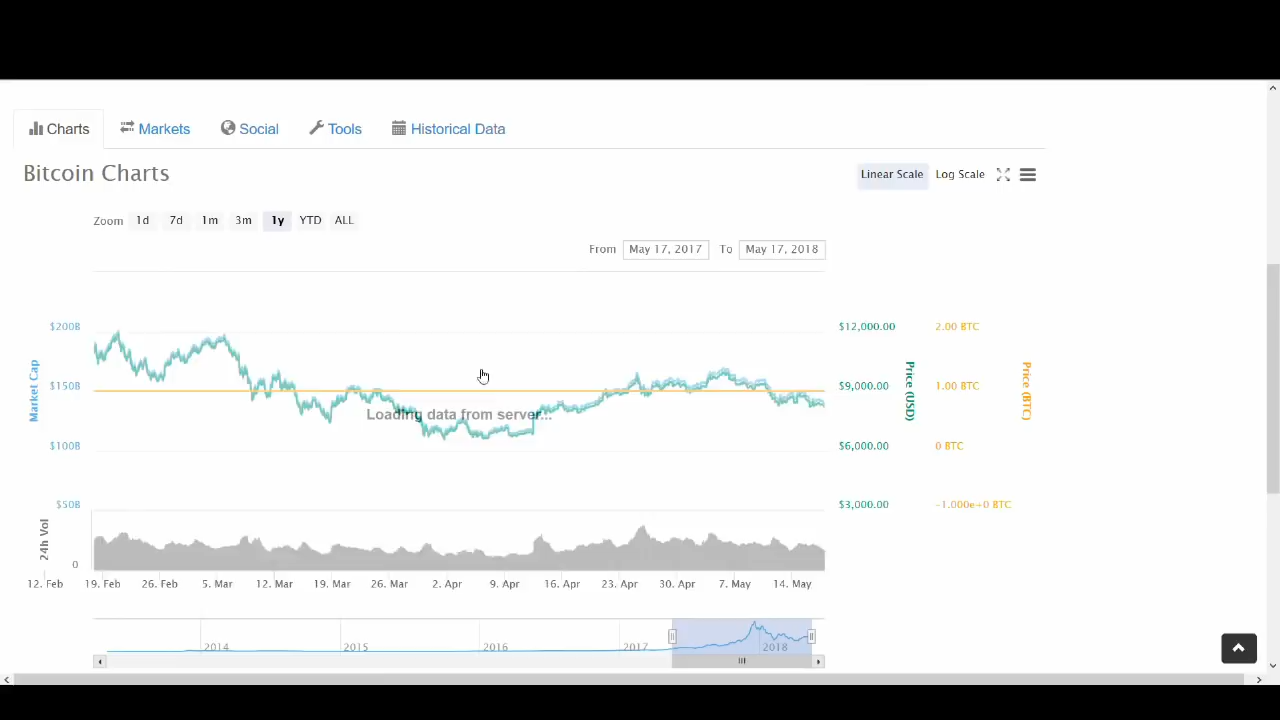 Charts Markets Social Tools Historical Data
Bitcoin Charts
Linear Scale Log Scale
Zoom 1d 7d 1m 3m 1y YTD ALL
From May 17, 2017 To May 17, 2018
$200B $12,000.00 2.00 BTC
$150B $9,000.00 1.00 BTC
Market Cap Price (USD) Price (BTC)
Loading data from server...
$100B $6,000.00 0 BTC
$50B $3,000.00 -1.000e+0 BTC
24h Vol
0
12. Feb 19. Feb 26. Feb 5. Mar 12. Mar 19. Mar 26. Mar 2. Apr 9. Apr 16. Apr 23. Apr 30. Apr 7. May 14. May
2014 2015 2016 2017 2018